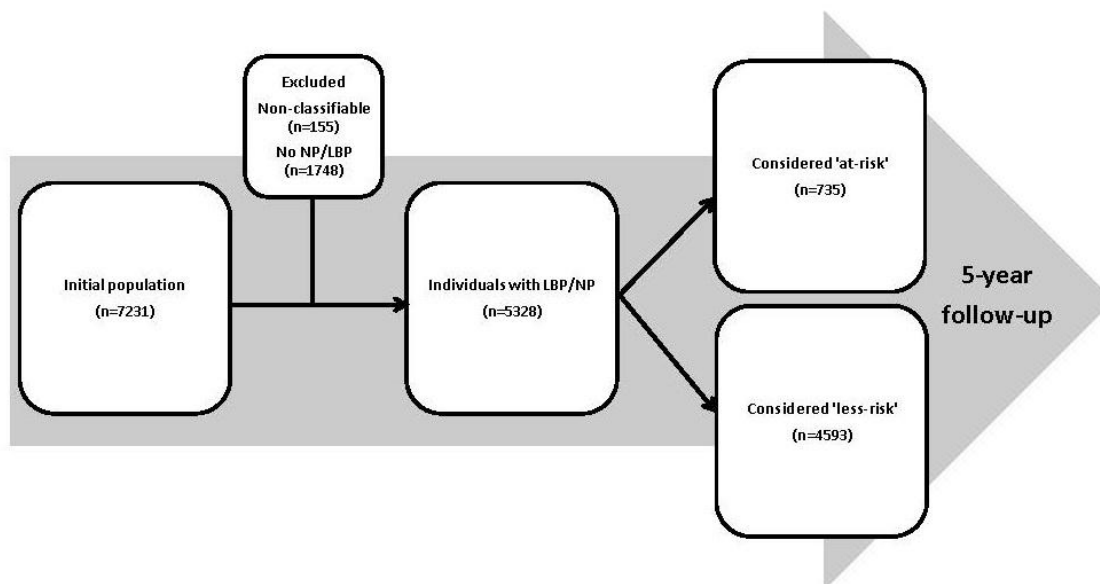 Initial population
(n=7231)
Excluded
Non-classifiable
(n=155)
No NP/LBP
(n=1748)
Individuals with LBP/NP
(n=5328)
Considered 'at-risk'
(n=735)
Considered 'less-risk'
(n=4593)
5-year
follow-up